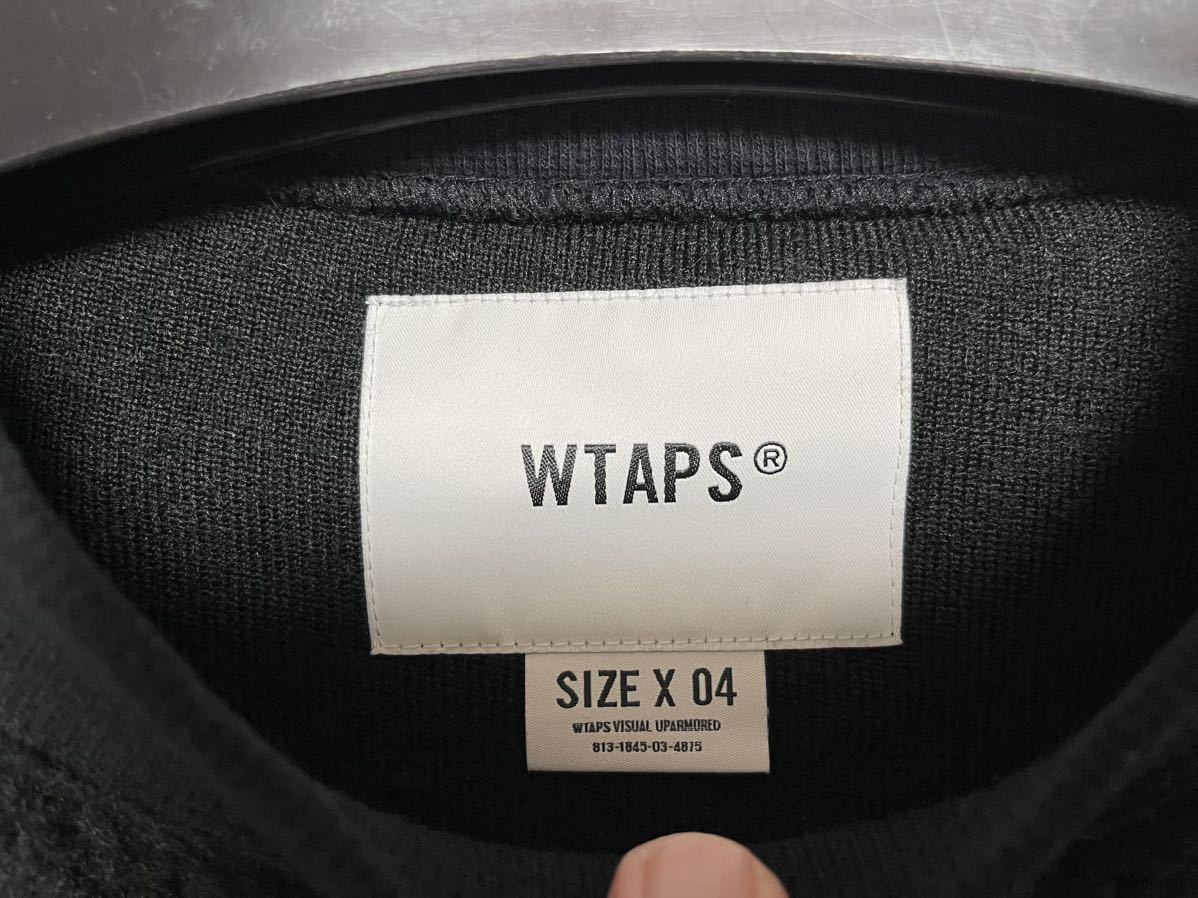 WTAPS®
SIZE X 04
WTAPS VISUAL UPARMORED
813-1845-03-4875